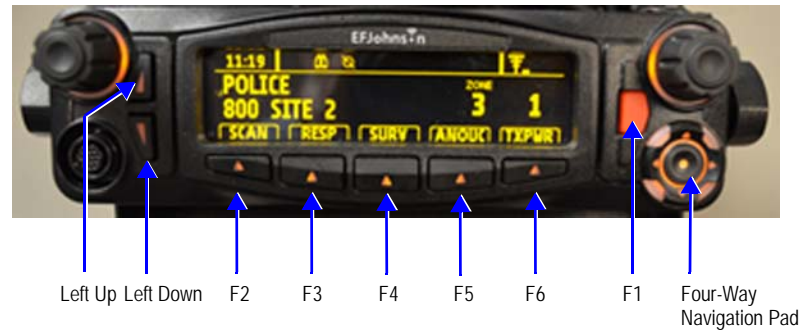 EFJohnson
11:19
POLICE
ZONE
800 SITE 2 3 1
SCAN RESP SURV ANOUC TXPWR
Left Up Left Down F2 F3 F4 F5 F6 F1 Four-Way
Navigation Pad